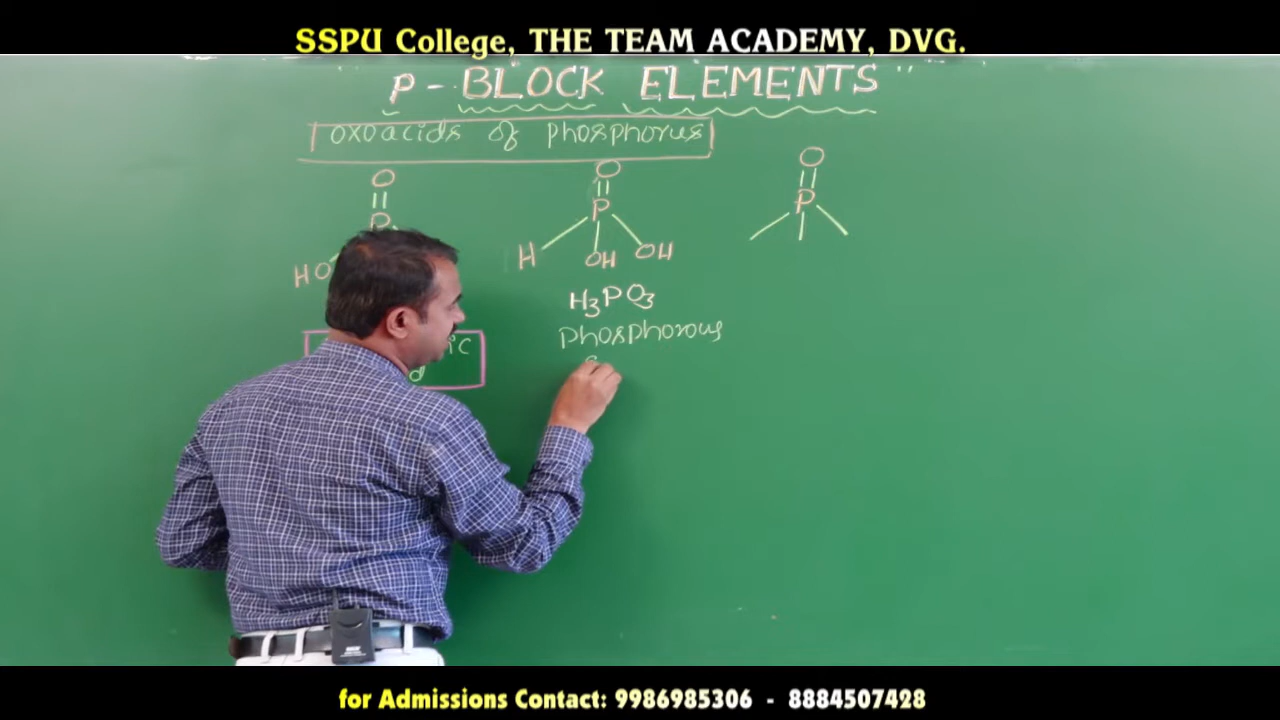 SSPU College, THE TEAM ACADEMY, DVG.
" P - BLOCK ELEMENTS "
oxoacids of phosphorus
O
P
HO
O
P
H OH OH
H3PO3
phosphorous
O
P
ic
d
for Admissions Contact: 9986985306 - 8884507428